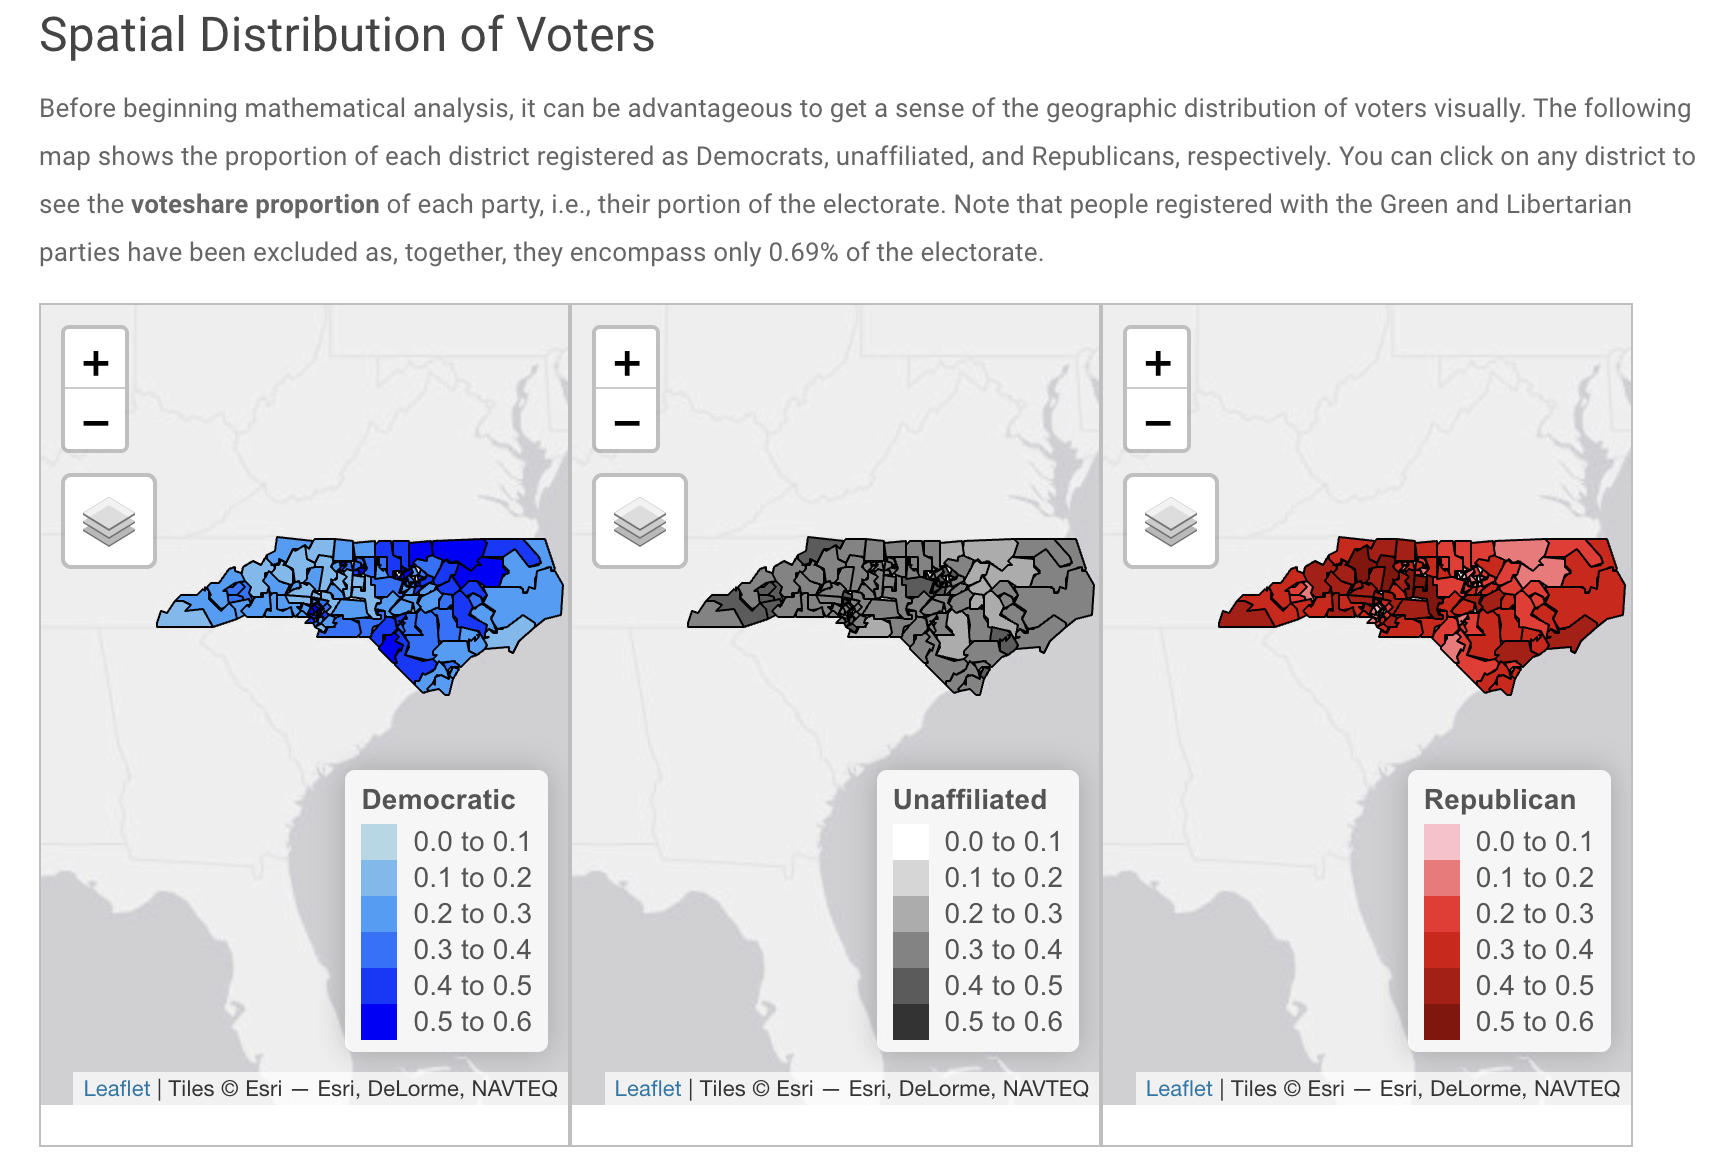 Spatial Distribution of Voters
Before beginning mathematical analysis, it can be advantageous to get a sense of the geographic distribution of voters visually. The following
map shows the proportion of each district registered as Democrats, unaffiliated, and Republicans, respectively. You can click on any district to
see the voteshare proportion of each party, i.e., their portion of the electorate. Note that people registered with the Green and Libertarian
parties have been excluded as, together, they encompass only 0.69% of the electorate.
+
−
Democratic
0.0 to 0.1
0.1 to 0.2
0.2 to 0.3
0.3 to 0.4
0.4 to 0.5
0.5 to 0.6
Leaflet | Tiles © Esri — Esri, DeLorme, NAVTEQ
+
−
Unaffiliated
0.0 to 0.1
0.1 to 0.2
0.2 to 0.3
0.3 to 0.4
0.4 to 0.5
0.5 to 0.6
Leaflet | Tiles © Esri — Esri, DeLorme, NAVTEQ
+
−
Republican
0.0 to 0.1
0.1 to 0.2
0.2 to 0.3
0.3 to 0.4
0.4 to 0.5
0.5 to 0.6
Leaflet | Tiles © Esri — Esri, DeLorme, NAVTEQ